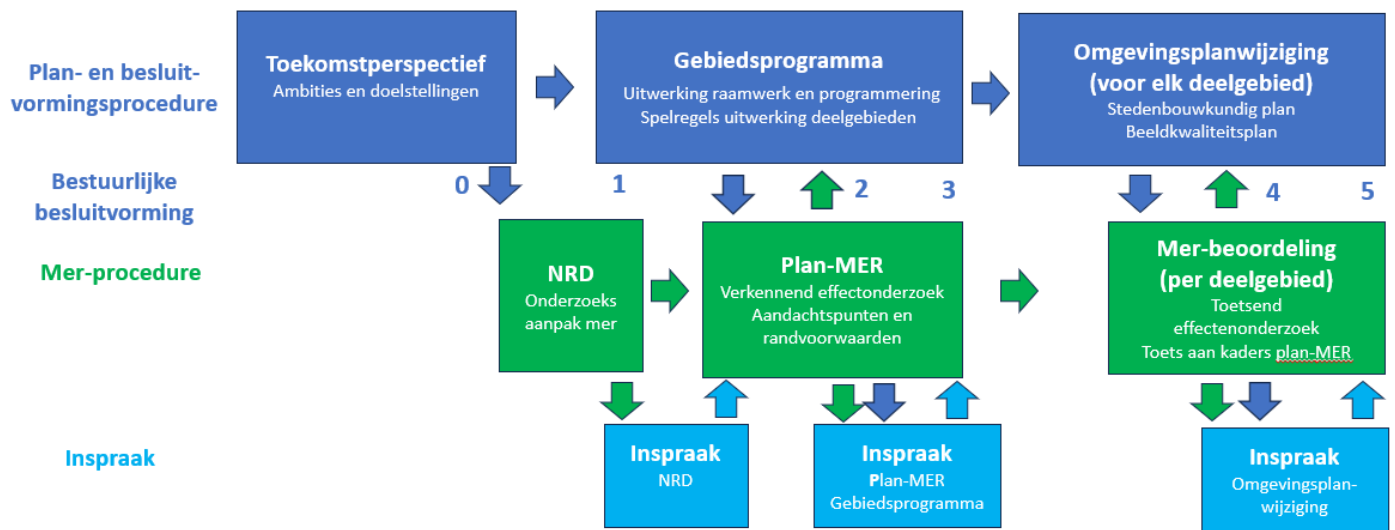 Plan- en besluit-
vormingsprocedure
Toekomstperspectief
Ambities en doelstellingen
Gebiedsprogramma
Uitwerking raamwerk en programmering
Spelregels uitwerking deelgebieden
Omgevingsplanwijziging
(voor elk deelgebied)
Stedenbouwkundig plan
Beeldkwaliteitsplan
Bestuurlijke
besluitvorming
0
1
2
3
4
5
Mer-procedure
NRD
Onderzoeks
aanpak mer
Plan-MER
Verkennend effectonderzoek
Aandachtspunten en
randvoorwaarden
Mer-beoordeling
(per deelgebied)
Toetsend
effectenonderzoek
Toets aan kaders plan-MER
Inspraak
Inspraak
NRD
Inspraak
Plan-MER
Gebiedsprogramma
Inspraak
Omgevingsplan-
wijziging